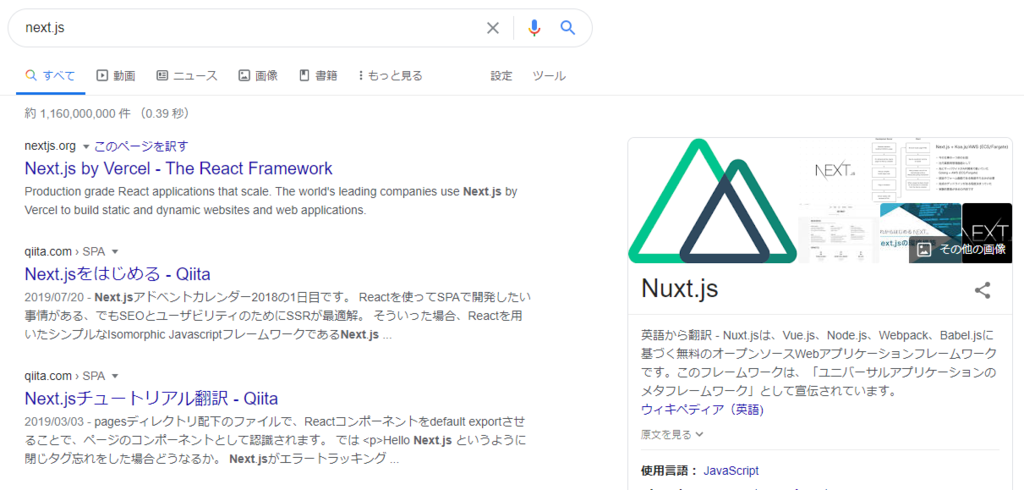 next.js
すべて 動画 ニュース 画像 書籍 もっと見る 設定 ツール
約 1,160,000,000 件 （0.39 秒）
nextjs.org このページを訳す
Next.js by Vercel - The React Framework
Production grade React applications that scale. The world's leading companies use Next.js by
Vercel to build static and dynamic websites and web applications.
qiita.com › SPA
Next.jsをはじめる - Qiita
2019/07/20 - Next.jsアドベントカレンダー2018の1日目です。 Reactを使ってSPAで開発したい
事情がある、でもSEOとユーザビリティのためにSSRが最適解。 そういった場合、Reactを用
いたシンプルなIsomorphic JavascriptフレームワークであるNext.js ...
qiita.com › SPA
Next.jsチュートリアル翻訳 - Qiita
2019/03/03 - pagesディレクトリ配下のファイルで、Reactコンポーネントをdefault exportさせ
ることで、ページのコンポーネントとして認識されます。 では <p>Hello Next.js というように
閉じタグ忘れをした場合どうなるか。 Next.jsがエラートラッキング ...
NEXT.JS
NEXT
その他の画像
Nuxt.js
英語から翻訳 - Nuxt.jsは、Vue.js、Node.js、Webpack、Babel.jsに
基づく無料のオープンソースWebアプリケーションフレームワーク
です。このフレームワークは、「ユニバーサルアプリケーションの
メタフレームワーク」として宣伝されています。
ウィキペディア（英語）
原文を見る
使用言語： JavaScript